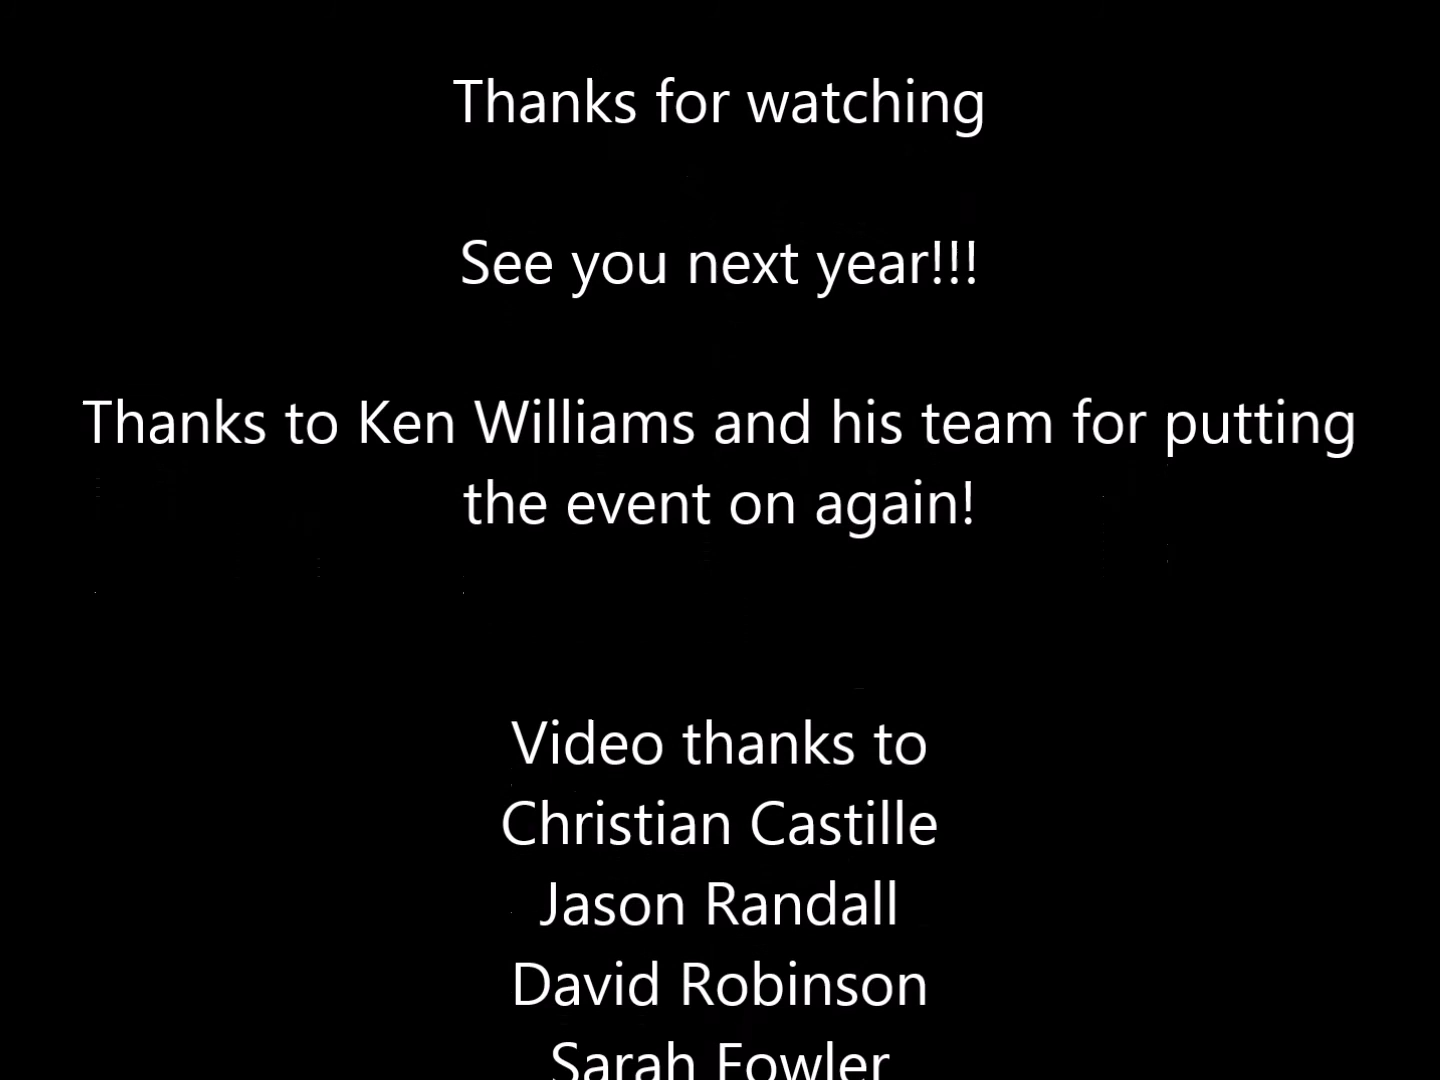 Thanks for watching
See you next year!!!
Thanks to Ken Williams and his team for putting
the event on again!
Video thanks to
Christian Castille
Jason Randall
David Robinson
Sarah Fowler